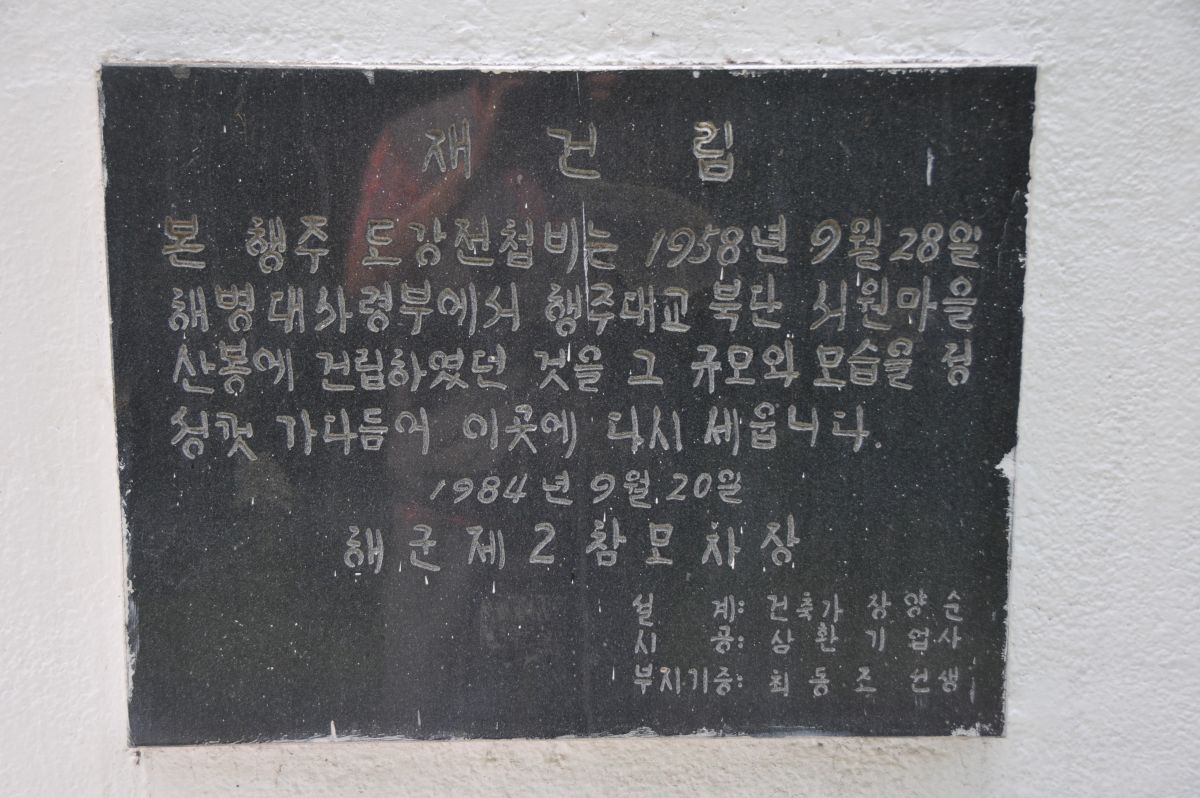 재건립
본 행주 도강전첩비는 1958년 9월 28일
해병대사령부에서 행주대교 북단 서원마을
산봉에 건립하였던 것을 그 규모와 모습을 정
성껏 가다듬어 이곳에 다시 세웁니다.
1984년 9월 20일
해군제2참모차장
설 계: 건축가 장양순
시 공: 삼환기업사
부지기증: 최동조 선생